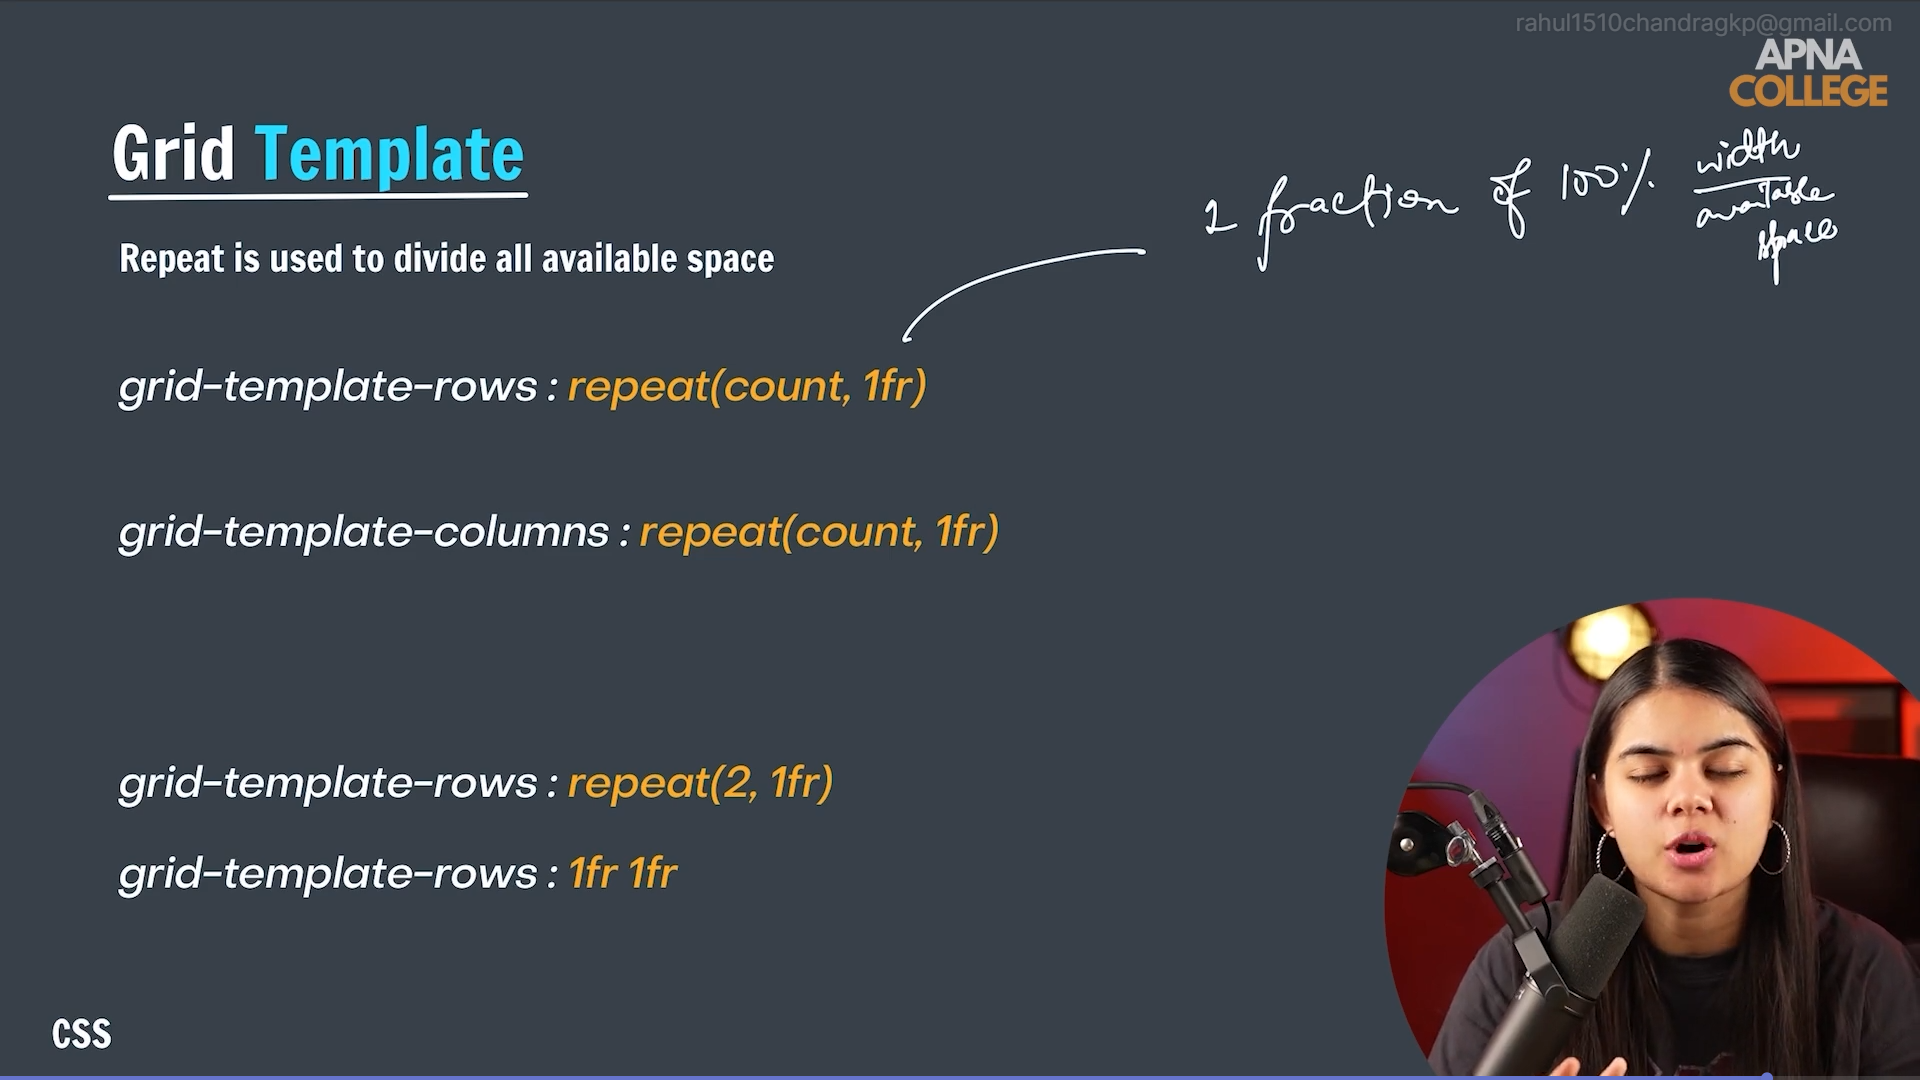 rahul1510chandragkp@gmail.com
APNA
COLLEGE
Grid Template
1 fraction of 100% width
available
space
Repeat is used to divide all available space
grid-template-rows : repeat(count, 1fr)
grid-template-columns : repeat(count, 1fr)
grid-template-rows : repeat(2, 1fr)
grid-template-rows : 1fr 1fr
CSS